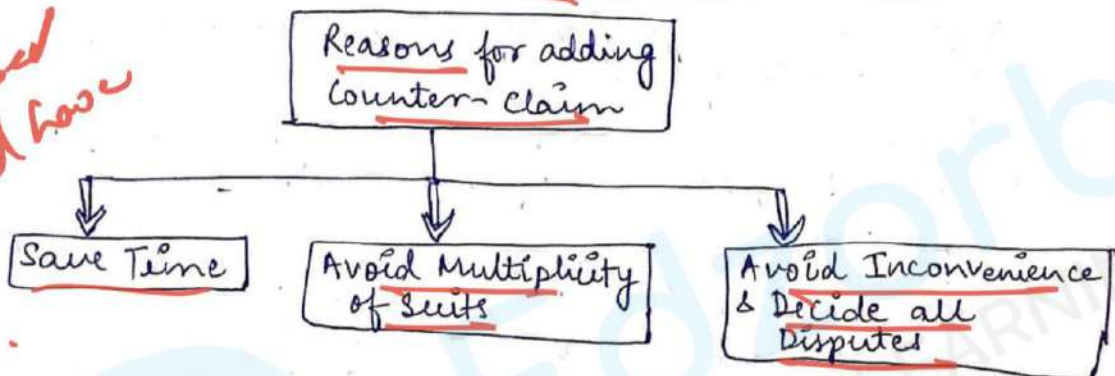 Reasons for adding
Counter-Claim
Save Time
Avoid Multiplicity
of Suits
Avoid Inconvenience
& Decide all
Disputes